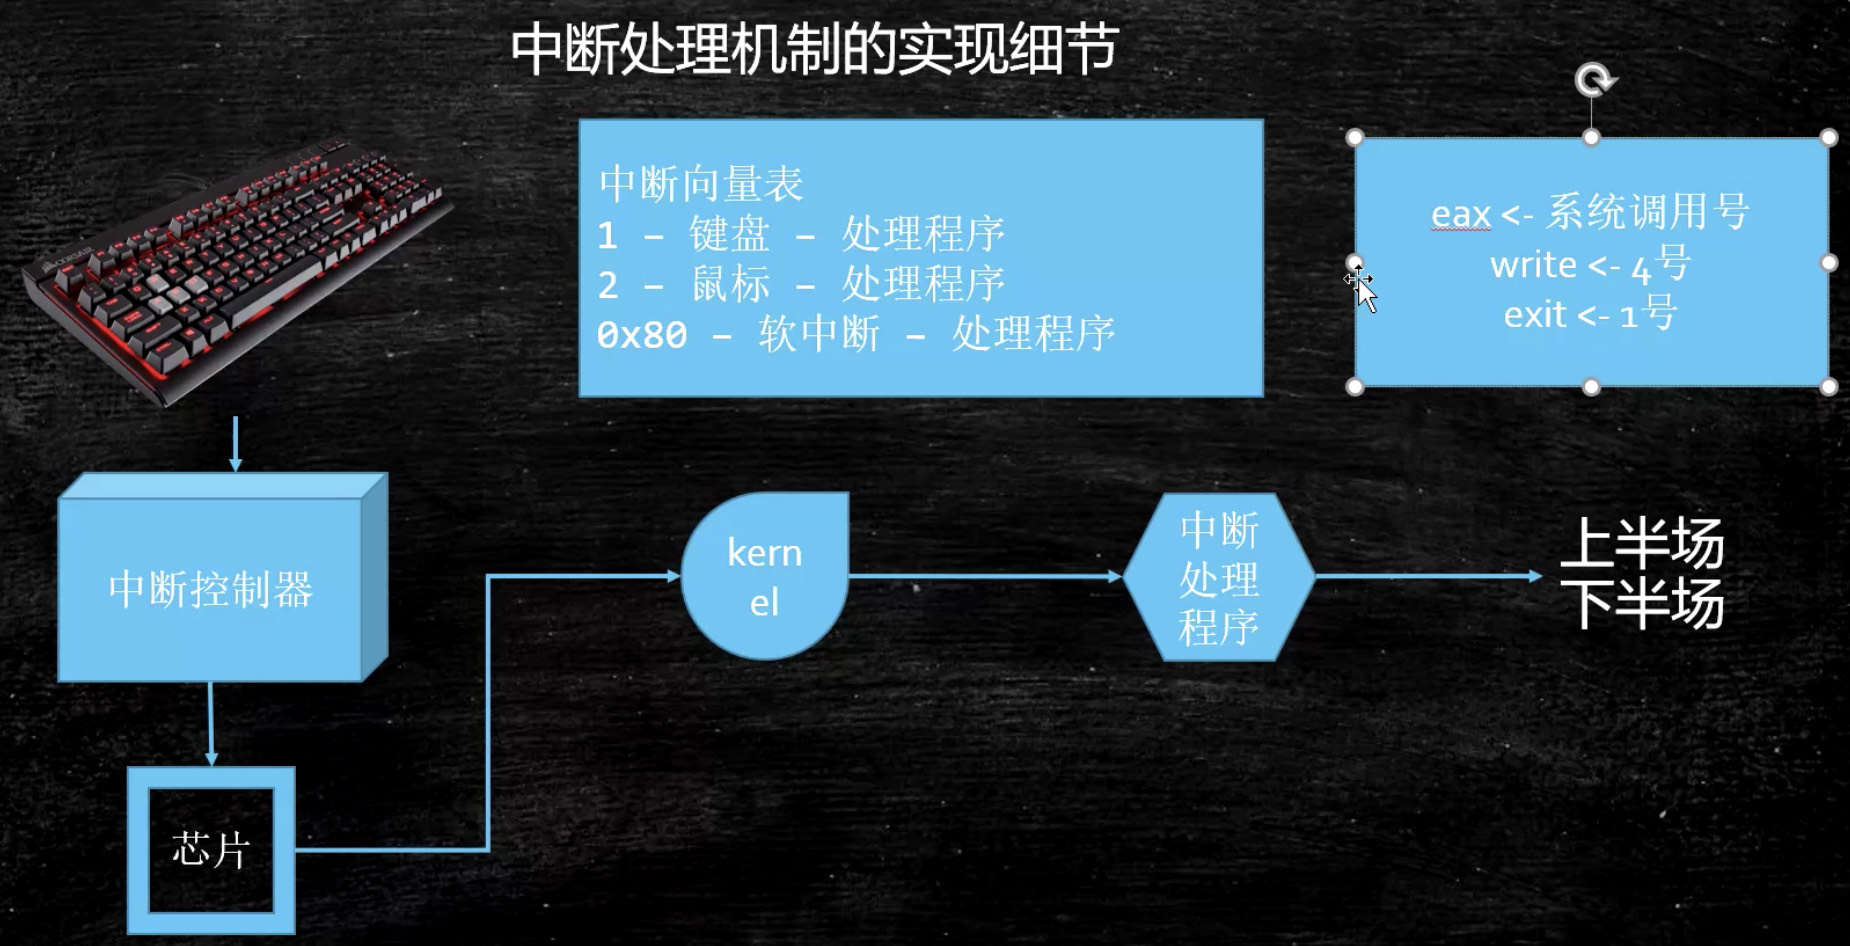 中断处理机制的实现细节
中断向量表
1 – 键盘 – 处理程序
2 – 鼠标 – 处理程序
0x80 – 软中断 – 处理程序
eax <- 系统调用号
write <- 4号
exit <- 1号
中断控制器
芯片
kern
el
中断
处理
程序
上半场
下半场